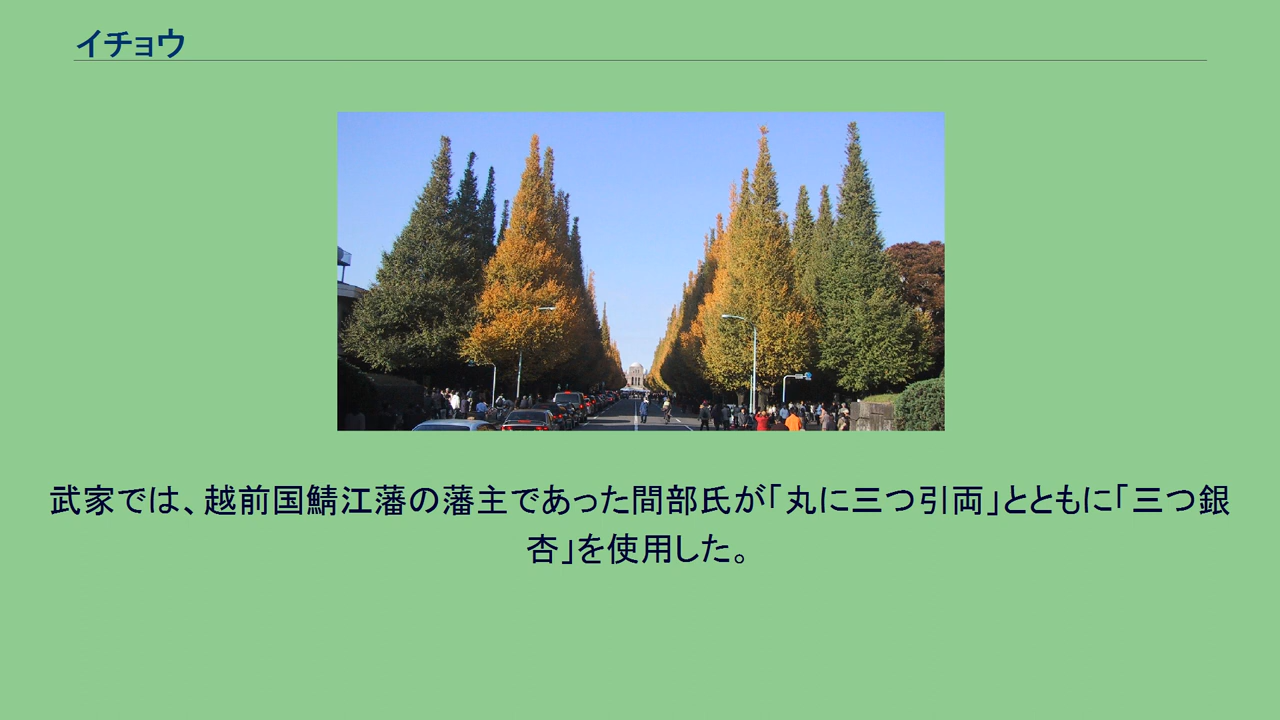 イチョウ
武家では、越前国鯖江藩の藩主であった間部氏が「丸に三つ引両」とともに「三つ銀
杏」を使用した。